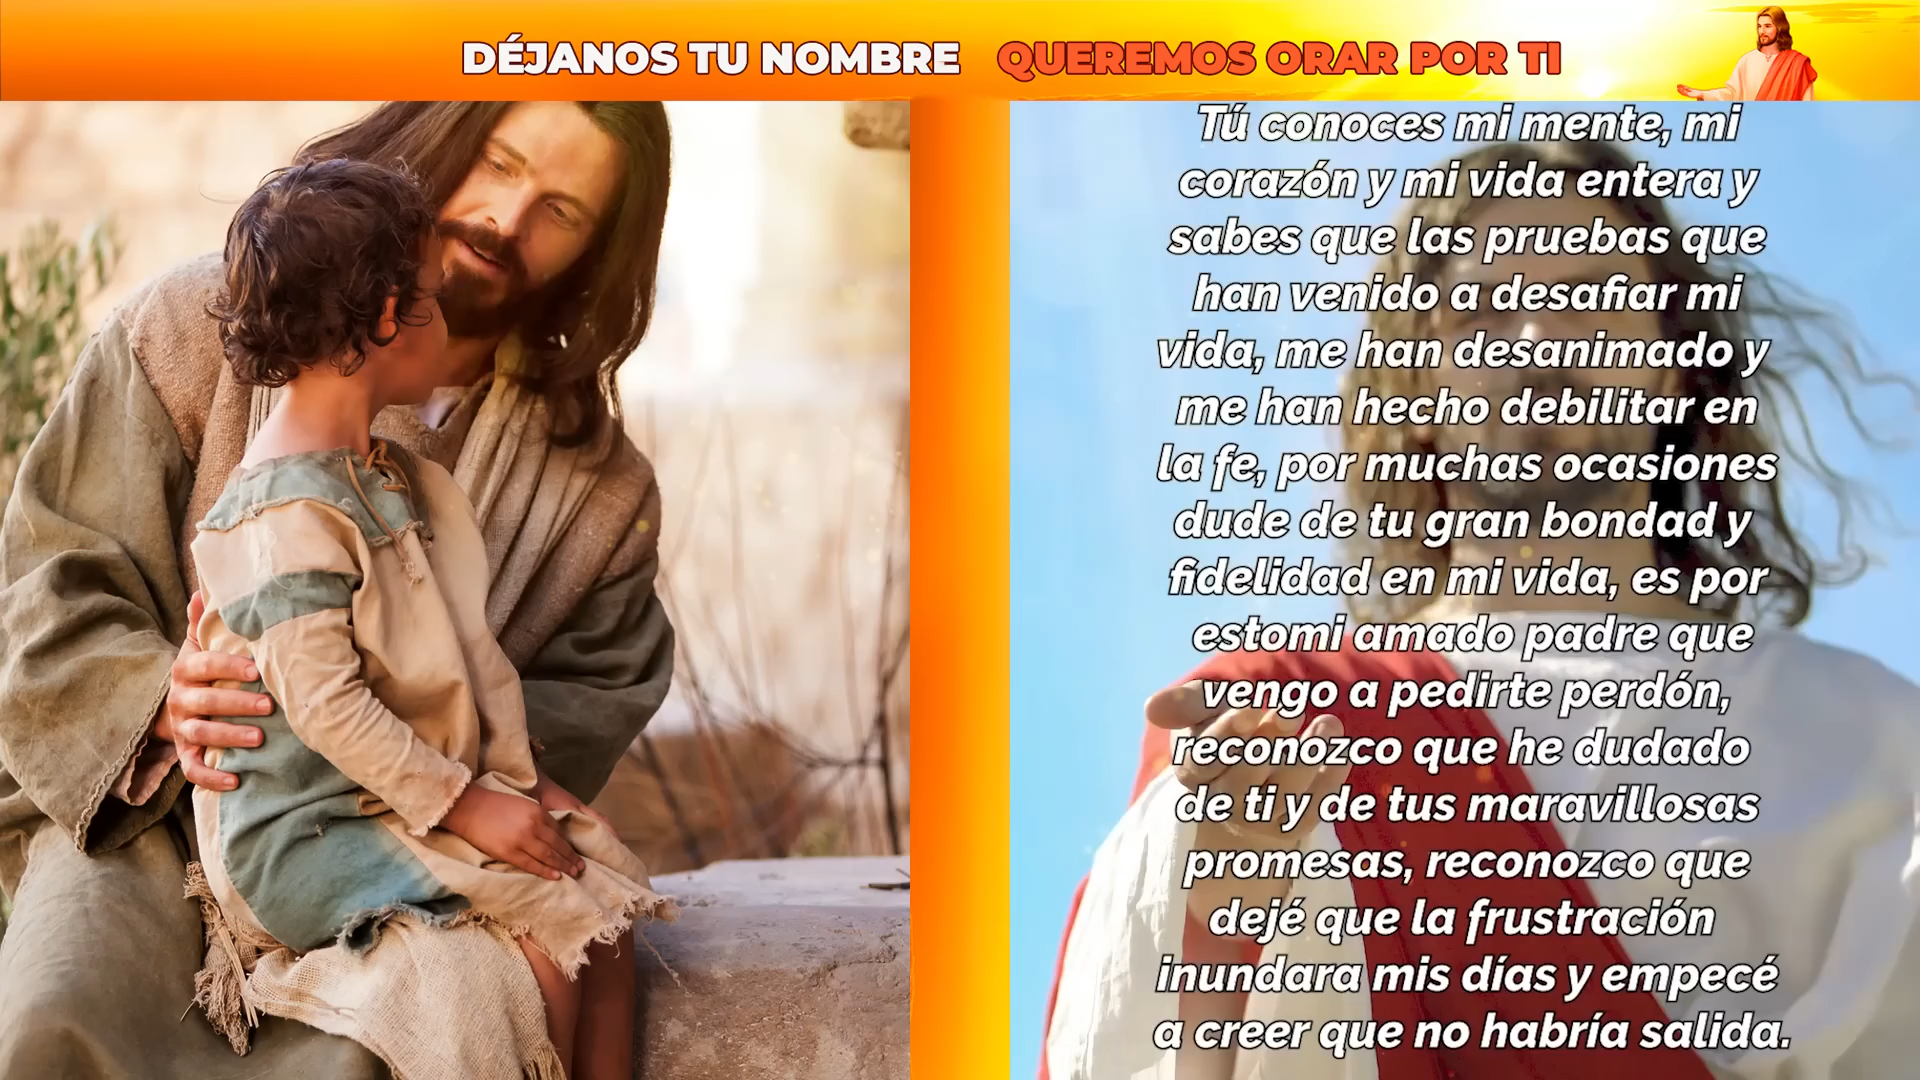 DÉJANOS TU NOMBRE QUEREMOS ORAR POR TI
Tú conoces mi mente, mi
corazón y mi vida entera y
sabes que las pruebas que
han venido a desafiar mi
vida, me han desanimado y
me han hecho debilitar en
la fe, por muchas ocasiones
dude de tu gran bondad y
fidelidad en mi vida, es por
estomi amado padre que
vengo a pedirte perdón,
reconozco que he dudado
de ti y de tus maravillosas
promesas, reconozco que
dejé que la frustración
inundara mis días y empecé
a creer que no habría salida.